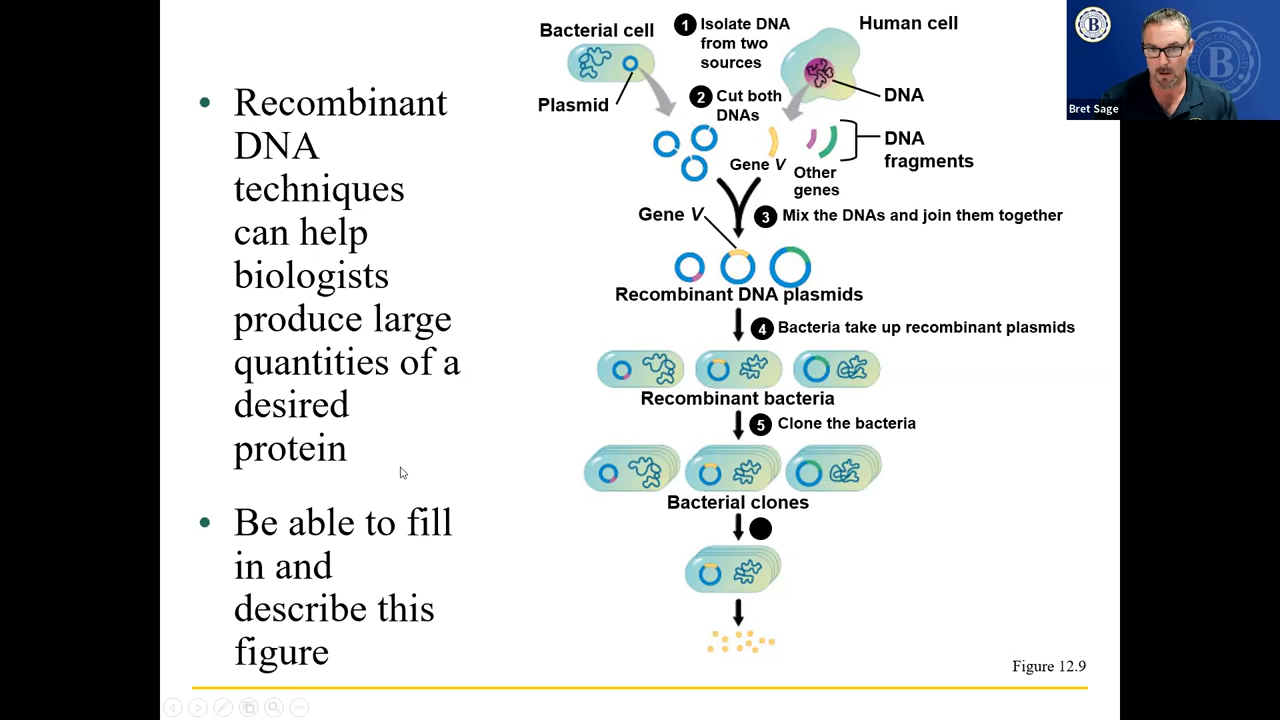 • Recombinant
DNA
techniques
can help
biologists
produce large
quantities of a
desired
protein
• Be able to fill
in and
describe this
figure
Bacterial cell
Plasmid
1 Isolate DNA
from two
sources
Human cell
DNA
2 Cut both
DNAs
Gene V
Other
genes
DNA
fragments
Gene V
3 Mix the DNAs and join them together
Recombinant DNA plasmids
4 Bacteria take up recombinant plasmids
Recombinant bacteria
5 Clone the bacteria
Bacterial clones
Figure 12.9
B
B
Bret Sage